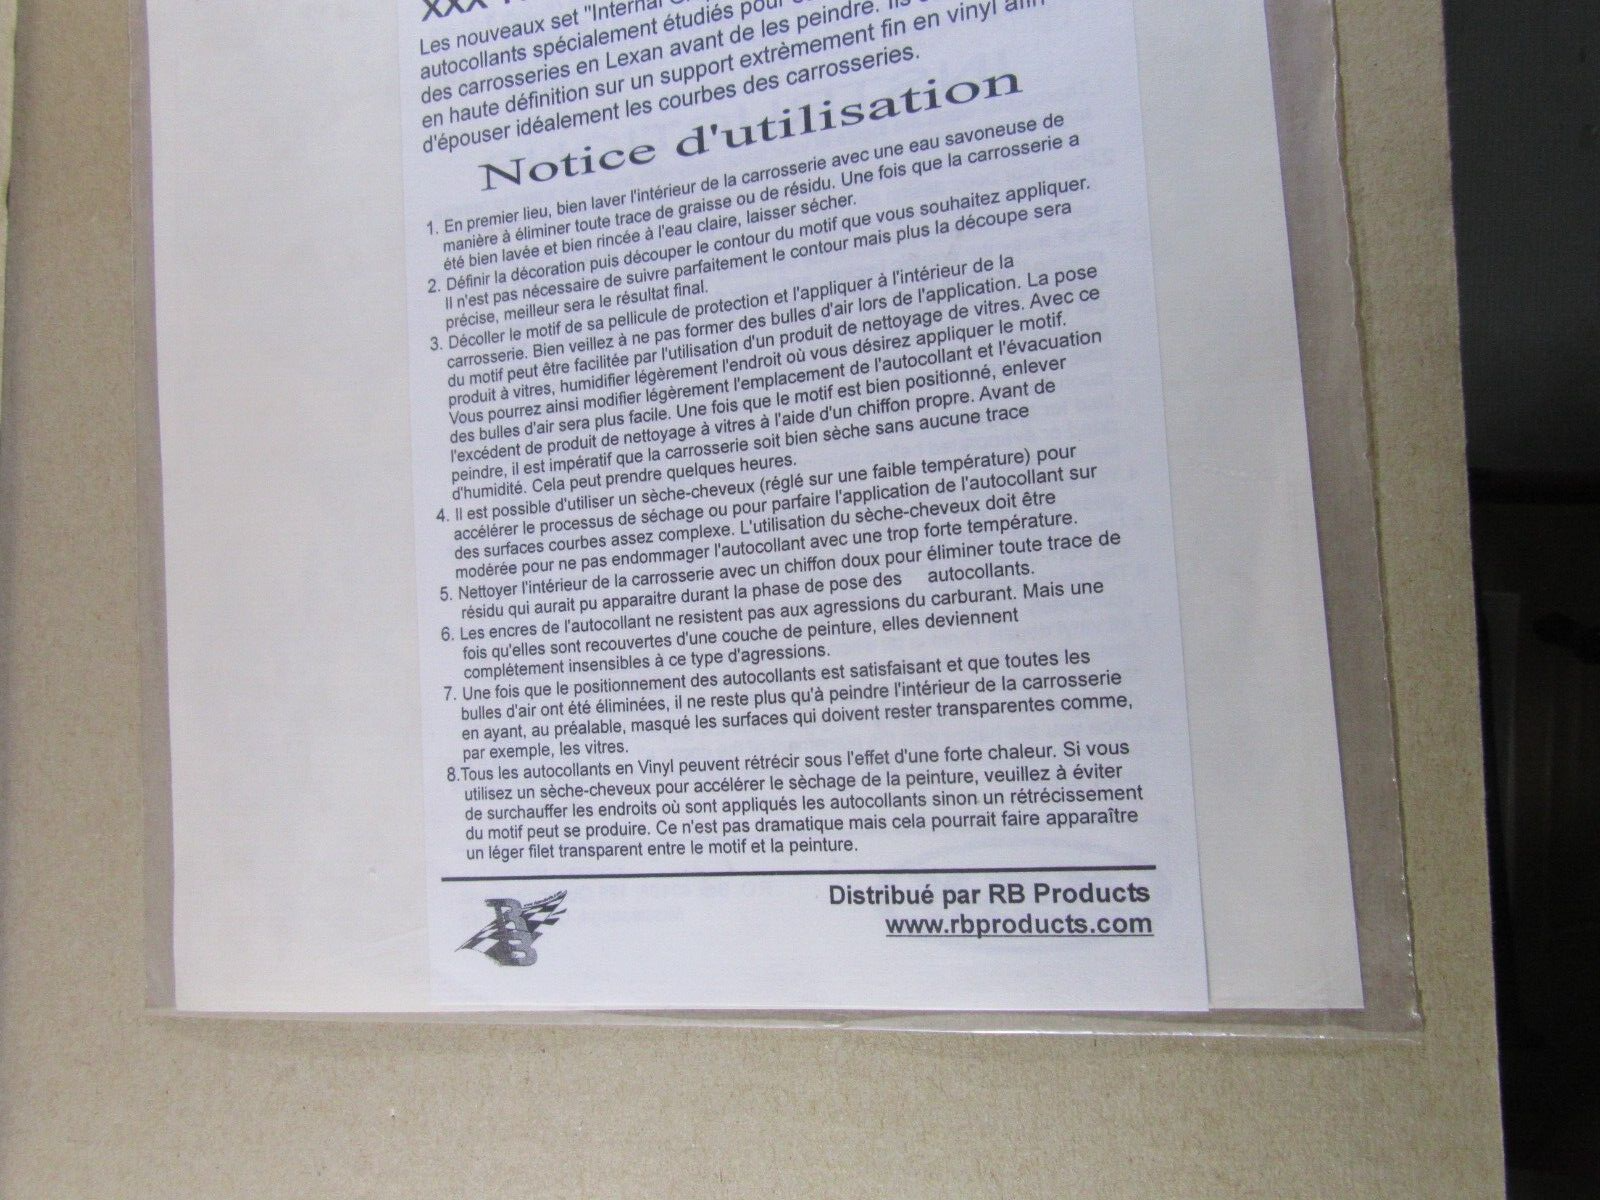 XXX
Les nouveaux set "Internal
autocollants spécialement étudiés pour
des carrosseries en Lexan avant de les peindre. Ils
en haute définition sur un support extrèmement fin en vinyl afin
d'épouser idéalement les courbes des carrosseries.
Notice d'utilisation
1. En premier lieu, bien laver l'intérieur de la carrosserie avec une eau savoneuse de
manière à éliminer toute trace de graisse ou de résidu. Une fois que la carrosserie a
été bien lavée et bien rincée à l'eau claire, laisser sécher.
2. Définir la décoration puis découper le contour du motif que vous souhaitez appliquer.
Il n'est pas nécessaire de suivre parfaitement le contour mais plus la découpe sera
précise, meilleur sera le résultat final.
3. Décoller le motif de sa pellicule de protection et l'appliquer à l'intérieur de la
carrosserie. Bien veillez à ne pas former des bulles d'air lors de l'application. La pose
du motif peut être facilitée par l'utilisation d'un produit de nettoyage de vitres. Avec ce
produit à vitres, humidifier légèrement l'endroit où vous désirez appliquer le motif.
Vous pourrez ainsi modifier légèrement l'emplacement de l'autocollant et l'évacuation
des bulles d'air sera plus facile. Une fois que le motif est bien positionné, enlever
l'excédent de produit de nettoyage à vitres à l'aide d'un chiffon propre. Avant de
peindre, il est impératif que la carrosserie soit bien sèche sans aucune trace
d'humidité. Cela peut prendre quelques heures.
4. Il est possible d'utiliser un sèche-cheveux (réglé sur une faible température) pour
accélérer le processus de séchage ou pour parfaire l'application de l'autocollant sur
des surfaces courbes assez complexe. L'utilisation du sèche-cheveux doit être
modérée pour ne pas endommager l'autocollant avec une trop forte température.
5. Nettoyer l'intérieur de la carrosserie avec un chiffon doux pour éliminer toute trace de
résidu qui aurait pu apparaitre durant la phase de pose des autocollants.
6. Les encres de l'autocollant ne resistent pas aux agressions du carburant. Mais une
fois qu'elles sont recouvertes d'une couche de peinture, elles deviennent
complétement insensibles à ce type d'agressions.
7. Une fois que le positionnement des autocollants est satisfaisant et que toutes les
bulles d'air ont été éliminées, il ne reste plus qu'à peindre l'intérieur de la carrosserie
en ayant, au préalable, masqué les surfaces qui doivent rester transparentes comme,
par exemple, les vitres.
8.Tous les autocollants en Vinyl peuvent rétrécir sous l'effet d'une forte chaleur. Si vous
utilisez un sèche-cheveux pour accélérer le sèchage de la peinture, veuillez à éviter
de surchauffer les endroits où sont appliqués les autocollants sinon un rétrécissement
du motif peut se produire. Ce n'est pas dramatique mais cela pourrait faire apparaître
un léger filet transparent entre le motif et la peinture.
RB
Distribué par RB Products
www.rbproducts.com